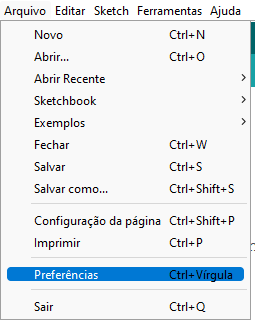 Arquivo Editar Sketch Ferramentas Ajuda
Novo Ctrl+N
Abrir... Ctrl+O
Abrir Recente
Sketchbook
Exemplos
Fechar Ctrl+W
Salvar Ctrl+S
Salvar como... Ctrl+Shift+S
Configuração da página Ctrl+Shift+P
Imprimir Ctrl+P
Preferências Ctrl+Vírgula
Sair Ctrl+Q